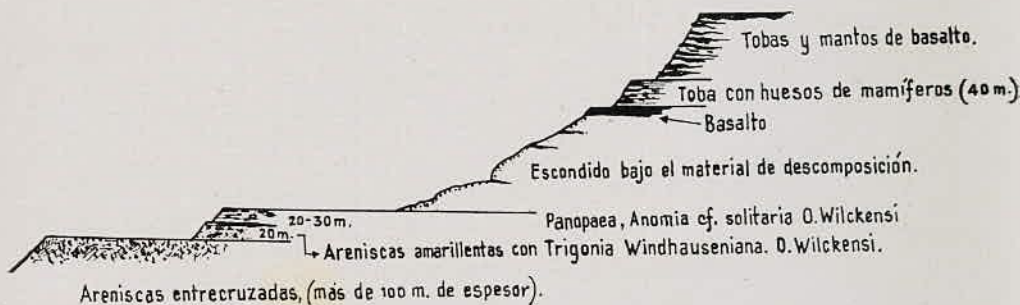 Tobas y mantos de basalto.
Toba con huesos de mamíferos (40 m.)
Basalto
Escondido bajo el material de descomposición.
20-30 m.
Panopaea, Anomia cf. solitaria O. Wilckensi
20 m.
Areniscas amarillentas con Trigonia Windhauseniana. O. Wilckensi.
Areniscas entrecruzadas, (más de 100 m. de espesor).